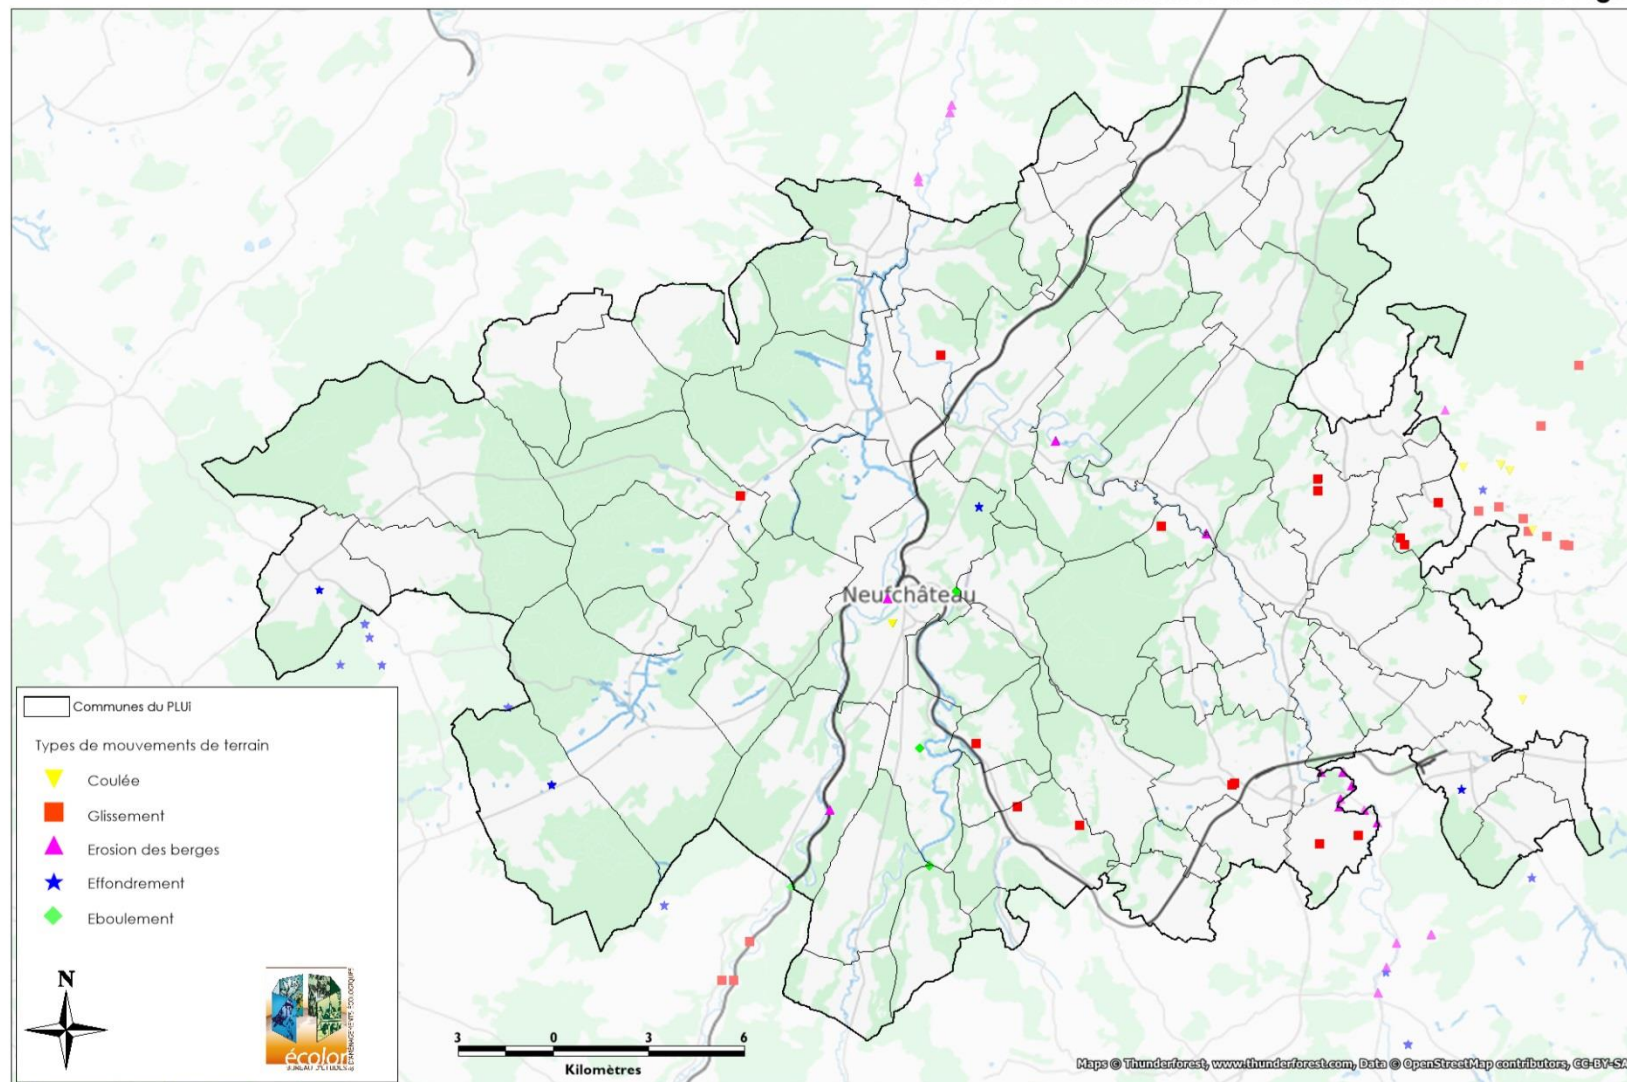 Neufchâteau
Communes du PLUi
Types de mouvements de terrain
Coulée
Glissement
Erosion des berges
Effondrement
Eboulement
N
écolor
3 0 3 6
Kilomètres
Maps © Thunderforest, www.thunderforest.com, Data © OpenStreetMap contributors, CC-BY-SA